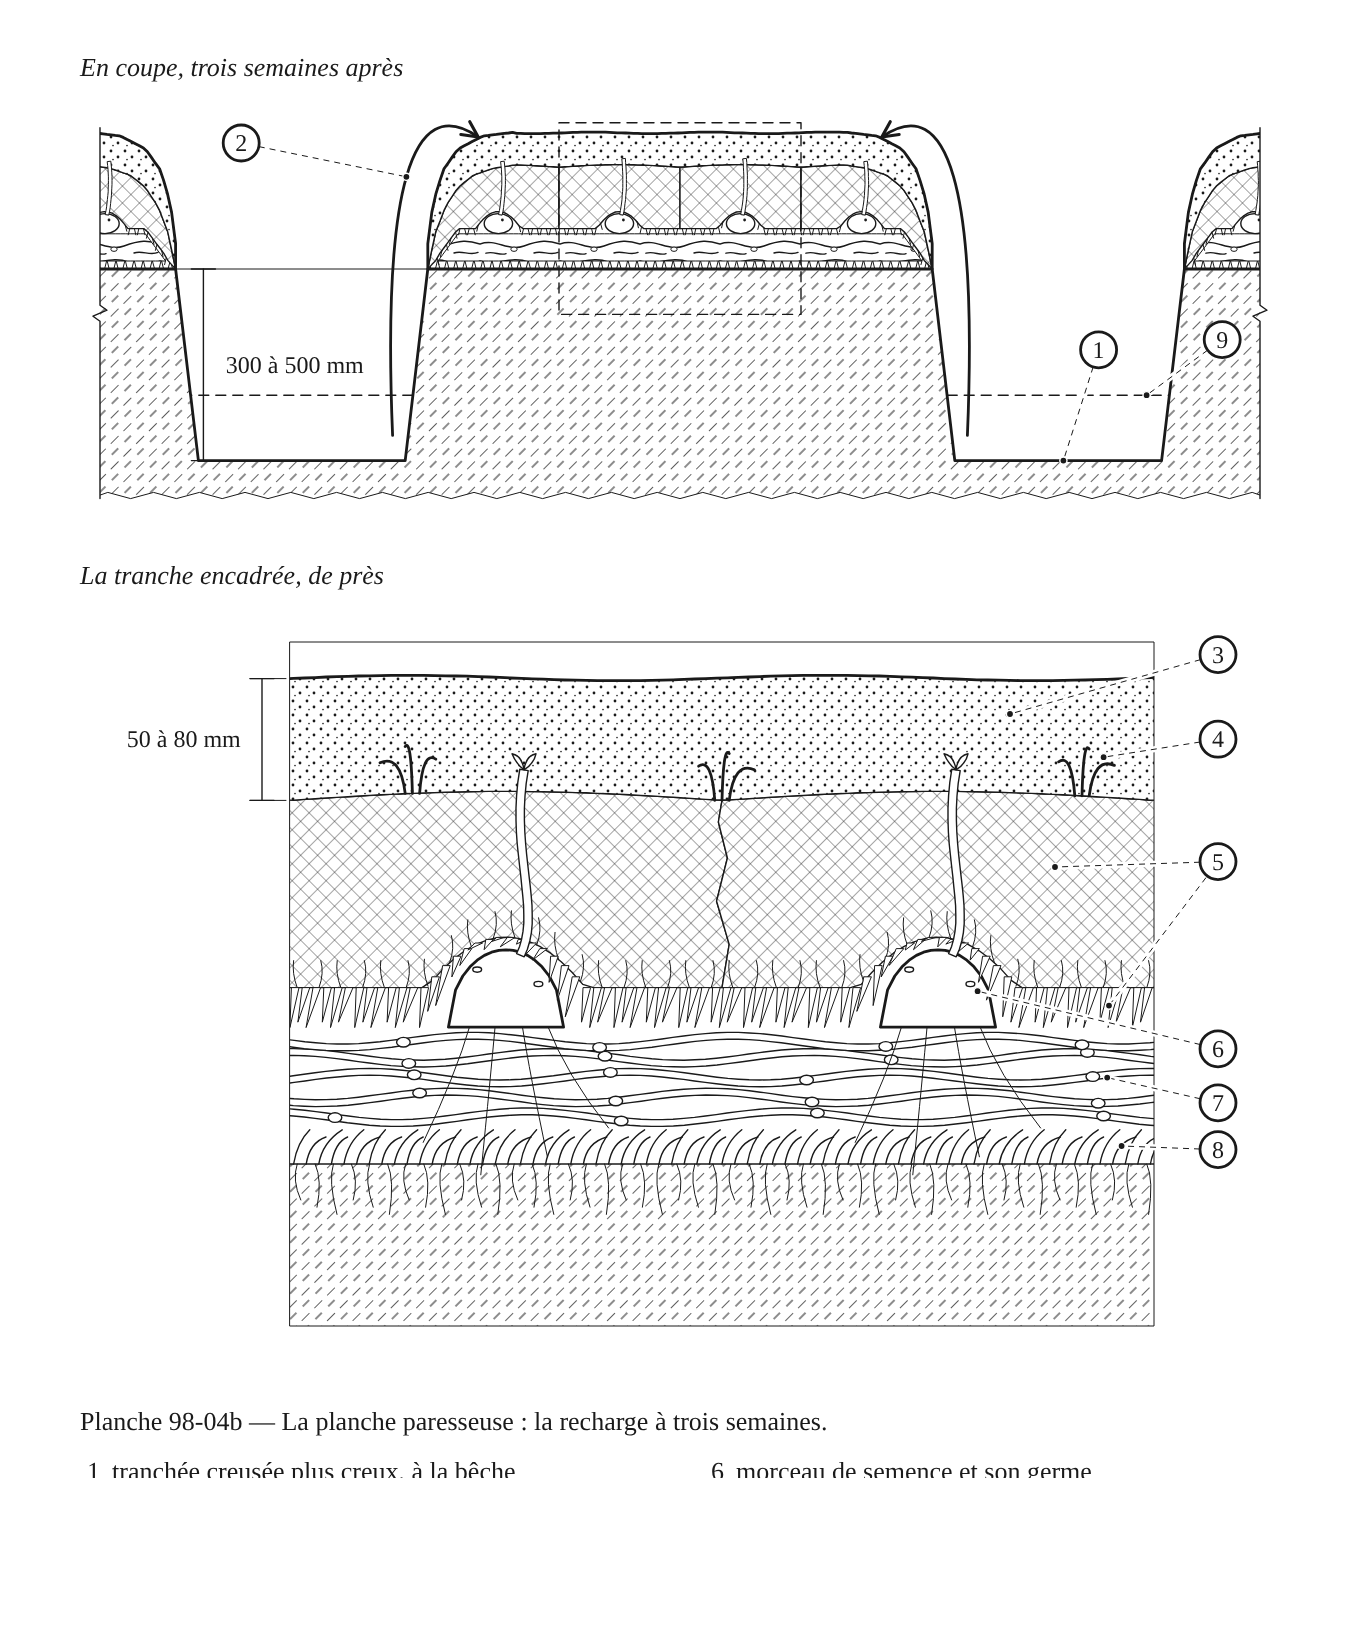 En coupe, trois semaines après
2
1
9
300 à 500 mm
La tranche encadrée, de près
3
4
50 à 80 mm
5
6
7
8
Planche 98-04b — La planche paresseuse : la recharge à trois semaines.
1 tranchée creusée plus creux, à la bêche
6 morceau de semence et son germe